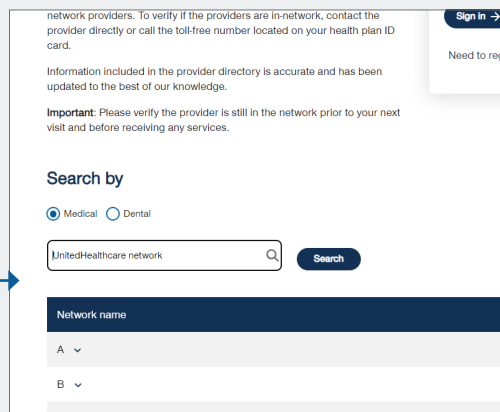 network providers. To verify if the providers are in-network, contact the
provider directly or call the toll-free number located on your health plan ID
card.
Information included in the provider directory is accurate and has been
updated to the best of our knowledge.
Important: Please verify the provider is still in the network prior to your next
visit and before receiving any services.
Sign in
Need to reg
Search by
Medical
Dental
UnitedHealthcare network
Search
Network name
A
B